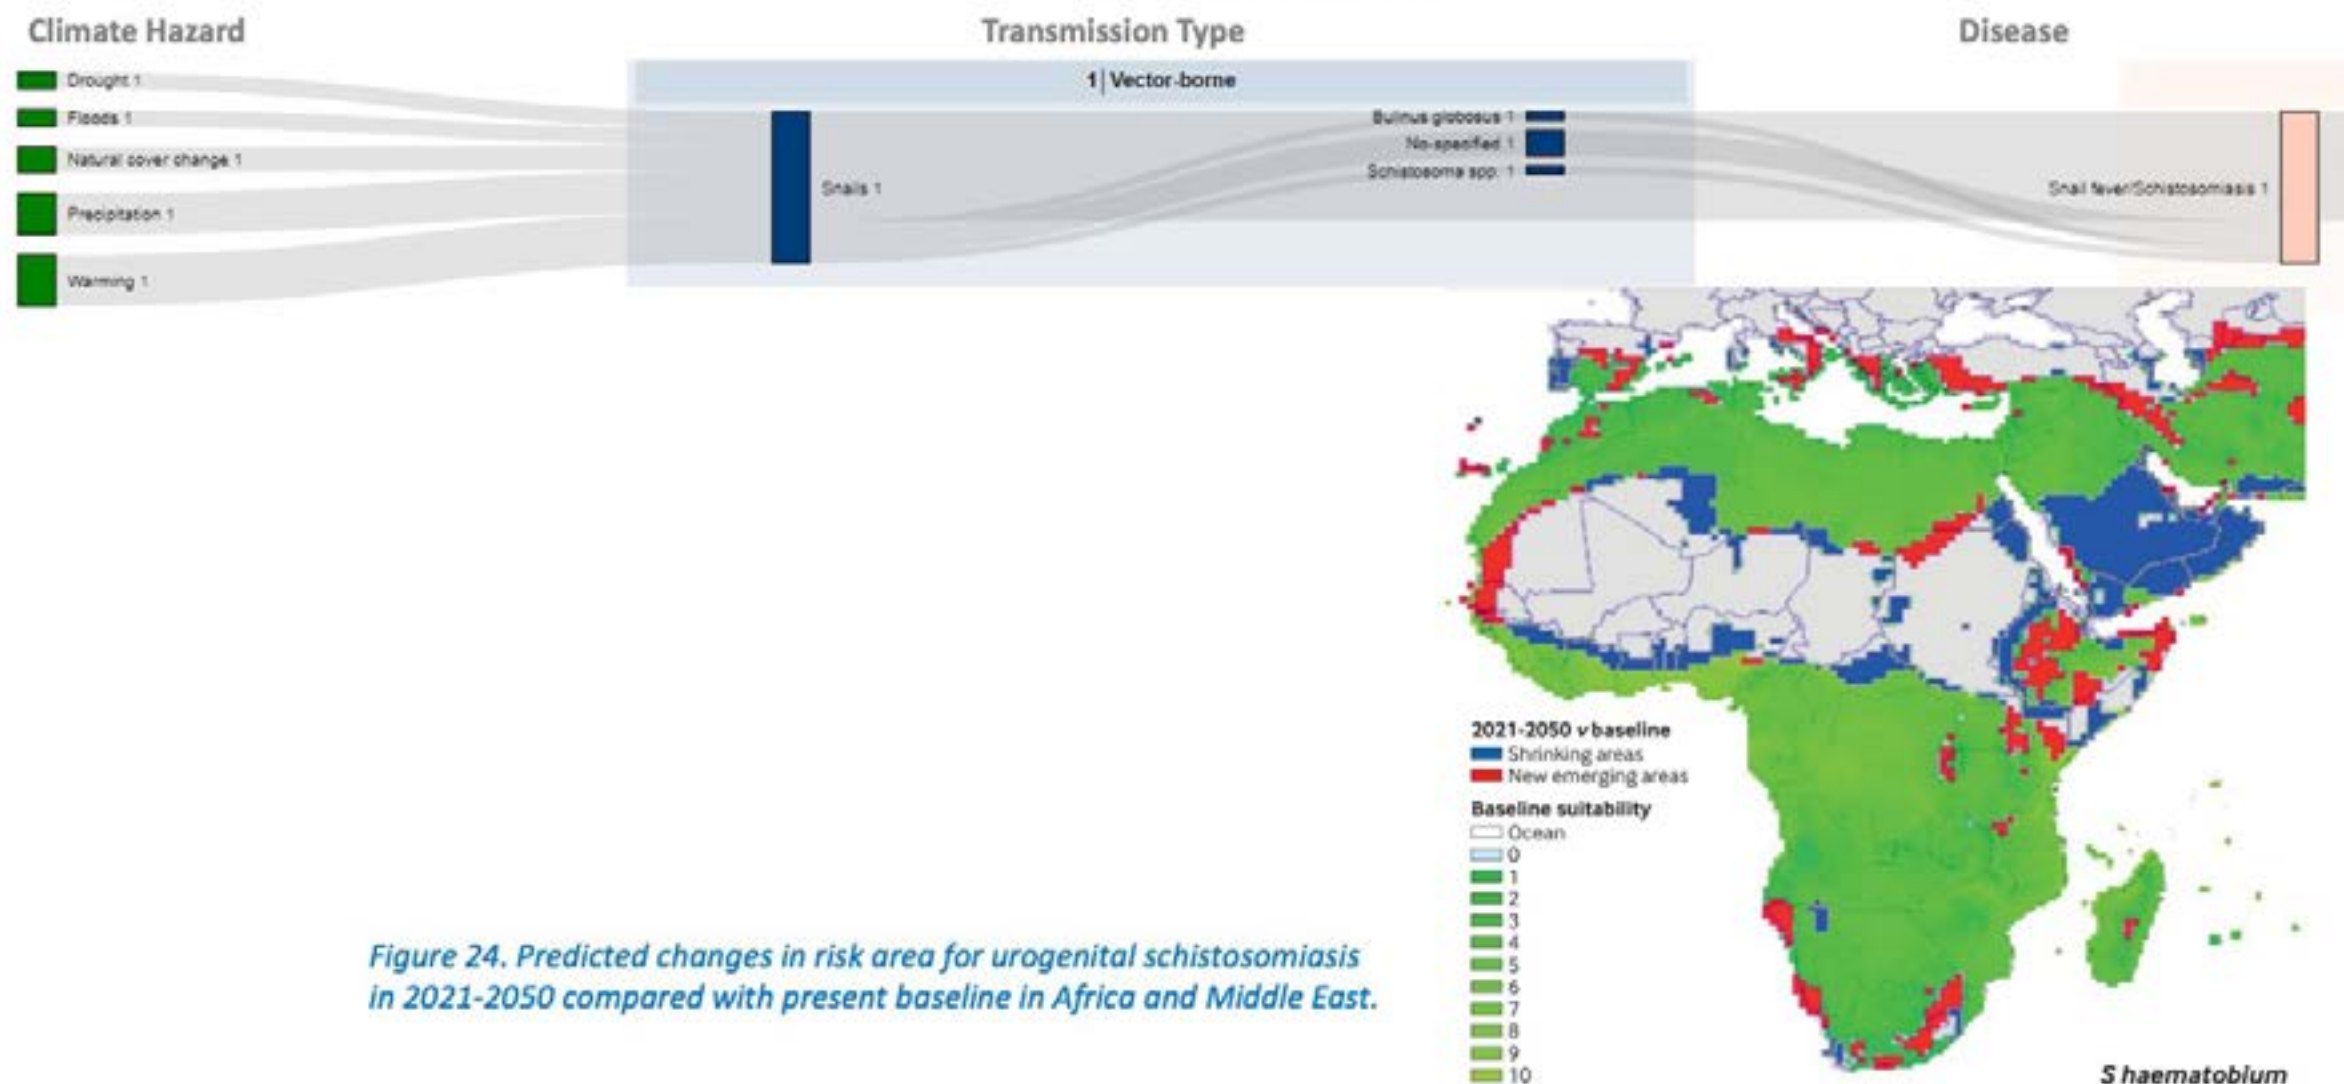 Climate Hazard
Transmission Type
Disease
Drought 1
Floods 1
Natural cover change 1
Precipitation 1
Warming 1
1| Vector-borne
Snails 1
Bulinus globosus 1
No-specified 1
Schistosoma spp. 1
Snail fever/Schistosomiasis 1
2021-2050 v baseline
Shrinking areas
New emerging areas
Baseline suitability
Ocean
0
1
2
3
4
5
6
7
8
9
10
S haematobium
Figure 24. Predicted changes in risk area for urogenital schistosomiasis
in 2021-2050 compared with present baseline in Africa and Middle East.